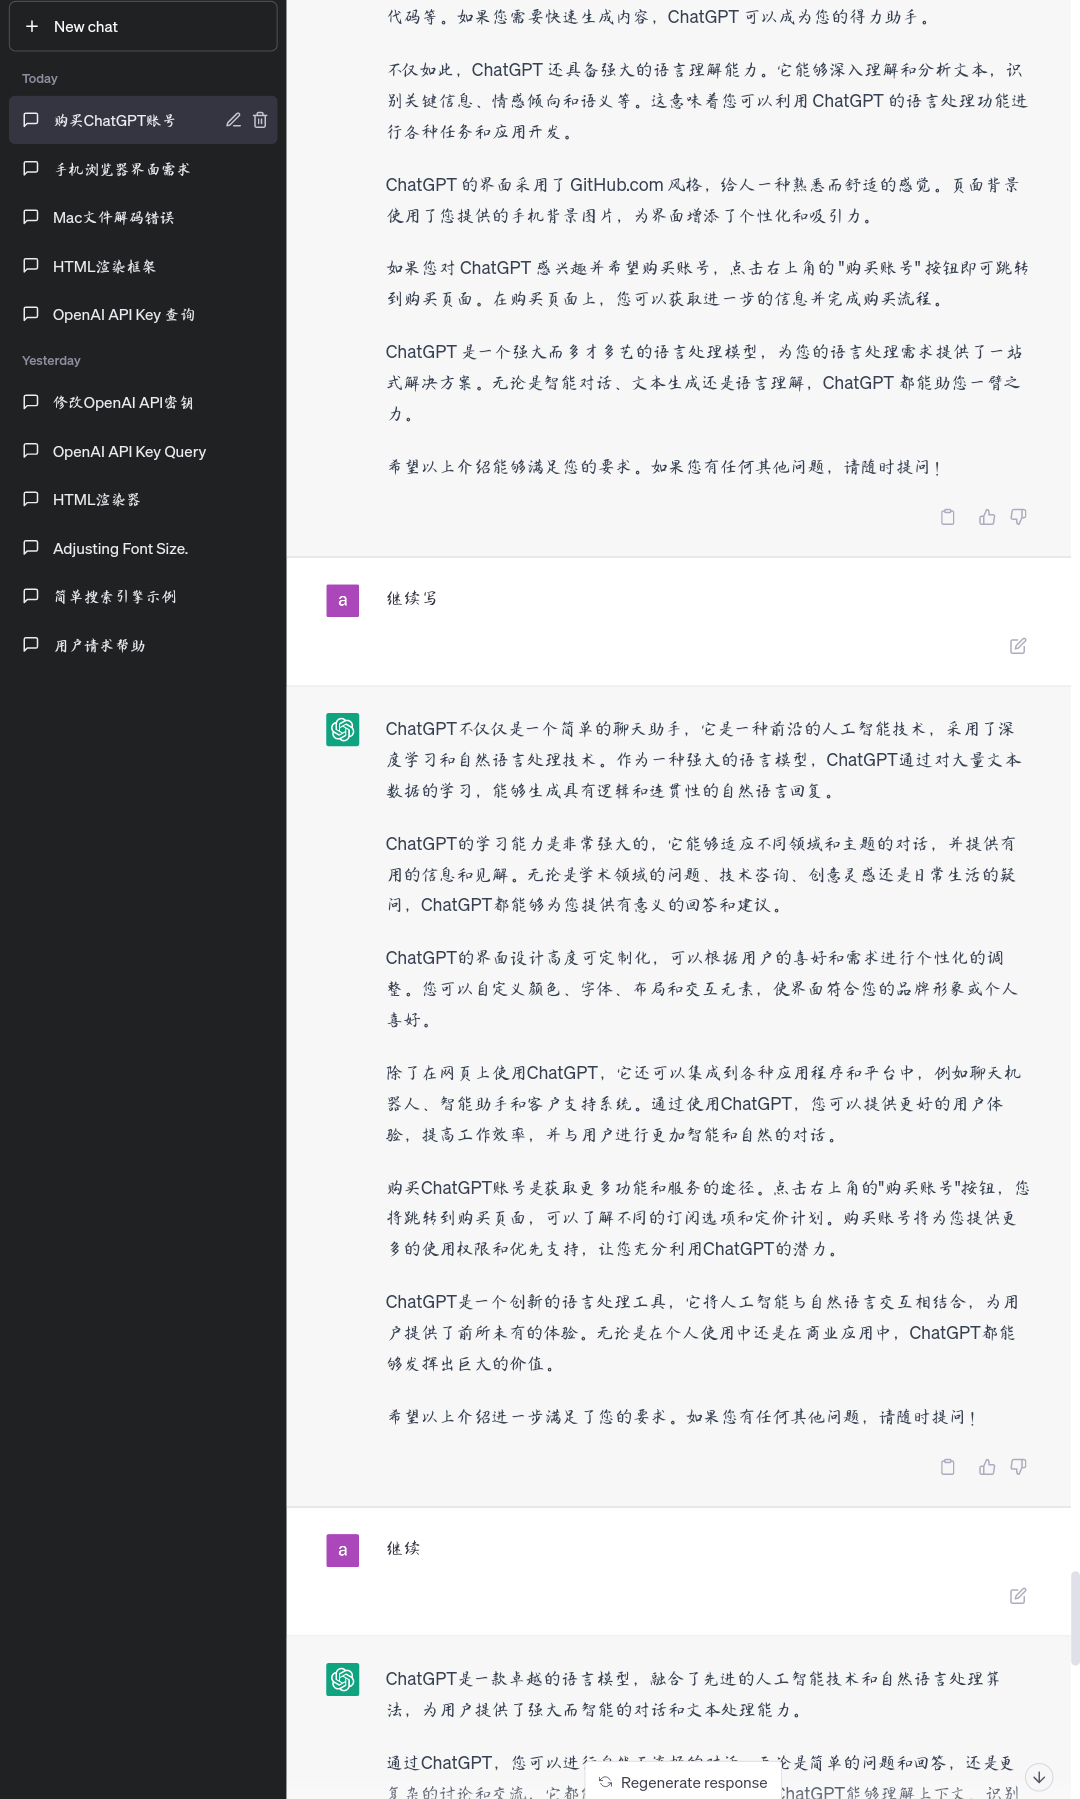 New chat
Today
购买ChatGPT账号
手机浏览器界面需求
Mac文件解码错误
HTML渲染框架
OpenAI API Key 查询
Yesterday
修改OpenAI API密钥
OpenAI API Key Query
HTML渲染器
Adjusting Font Size.
简单搜索引擎示例
用户请求帮助
代码等。如果您需要快速生成内容，ChatGPT 可以成为您的得力助手。
不仅如此，ChatGPT 还具备强大的语言理解能力。它能够深入理解和分析文本，识
别关键信息、情感倾向和语义等。这意味着您可以利用 ChatGPT 的语言处理功能进
行各种任务和应用开发。
ChatGPT 的界面采用了 GitHub.com 风格，给人一种熟悉而舒适的感觉。页面背景
使用了您提供的手机背景图片，为界面增添了个性化和吸引力。
如果您对 ChatGPT 感兴趣并希望购买账号，点击右上角的 "购买账号" 按钮即可跳转
到购买页面。在购买页面上，您可以获取进一步的信息并完成购买流程。
ChatGPT 是一个强大而多才多艺的语言处理模型，为您的语言处理需求提供了一站
式解决方案。无论是智能对话、文本生成还是语言理解，ChatGPT 都能助您一臂之
力。
希望以上介绍能够满足您的要求。如果您有任何其他问题，请随时提问！
a
继续写
ChatGPT不仅仅是一个简单的聊天助手，它是一种前沿的人工智能技术，采用了深
度学习和自然语言处理技术。作为一种强大的语言模型，ChatGPT通过对大量文本
数据的学习，能够生成具有逻辑和连贯性的自然语言回复。
ChatGPT的学习能力是非常强大的，它能够适应不同领域和主题的对话，并提供有
用的信息和见解。无论是学术领域的问题、技术咨询、创意灵感还是日常生活的疑
问，ChatGPT都能够为您提供有意义的回答和建议。
ChatGPT的界面设计高度可定制化，可以根据用户的喜好和需求进行个性化的调
整。您可以自定义颜色、字体、布局和交互元素，使界面符合您的品牌形象或个人
喜好。
除了在网页上使用ChatGPT，它还可以集成到各种应用程序和平台中，例如聊天机
器人、智能助手和客户支持系统。通过使用ChatGPT，您可以提供更好的用户体
验，提高工作效率，并与用户进行更加智能和自然的对话。
购买ChatGPT账号是获取更多功能和服务的途径。点击右上角的"购买账号"按钮，您
将跳转到购买页面，可以了解不同的订阅选项和定价计划。购买账号将为您提供更
多的使用权限和优先支持，让您充分利用ChatGPT的潜力。
ChatGPT是一个创新的语言处理工具，它将人工智能与自然语言交互相结合，为用
户提供了前所未有的体验。无论是在个人使用中还是在商业应用中，ChatGPT都能
够发挥出巨大的价值。
希望以上介绍进一步满足了您的要求。如果您有任何其他问题，请随时提问！
a
继续
ChatGPT是一款卓越的语言模型，融合了先进的人工智能技术和自然语言处理算
法，为用户提供了强大而智能的对话和文本处理能力。
通过ChatGPT，您可以进行自然而流畅的对话。无论是简单的问题和回答，还是更
复杂的讨论和交流，它都 ChatGPT能够理解上下文、识别
Regenerate response